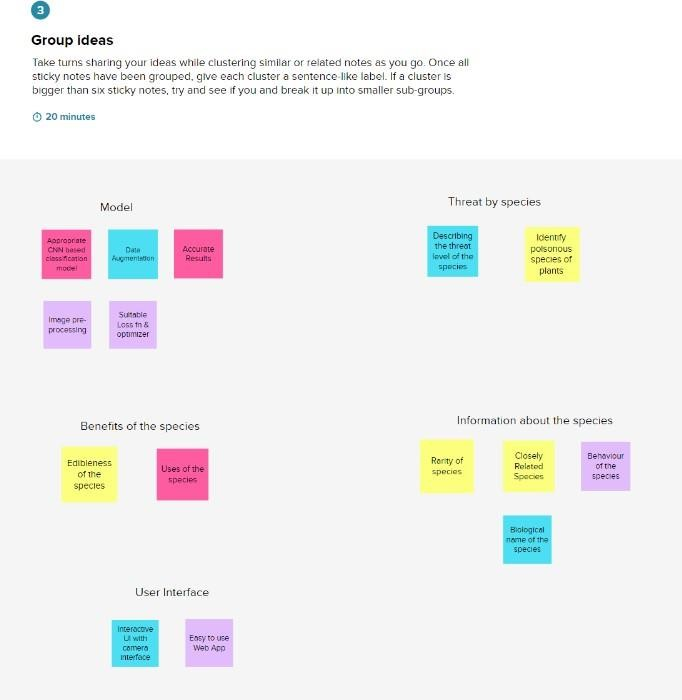 3
Group ideas
Take turns sharing your ideas while clustering similar or related notes as you go. Once all
sticky notes have been grouped, give each cluster a sentence-like label. If a cluster is
bigger than six sticky notes, try and see if you and break it up into smaller sub-groups.
20 minutes
Model
Appropriate
CNN based
classification
model
Data
Augmentation
Accurate
Results
Image pre-
processing
Suitable
Loss fn &
optimizer
Threat by species
Describing
the threat
level of the
species
Identify
poisonous
species of
plants
Benefits of the species
Edibleness
of the
species
Uses of the
species
Information about the species
Rarity of
species
Closely
Related
Species
Behaviour
of the
species
Biological
name of the
species
User Interface
Interactive
UI with
camera
interface
Easy to use
Web App